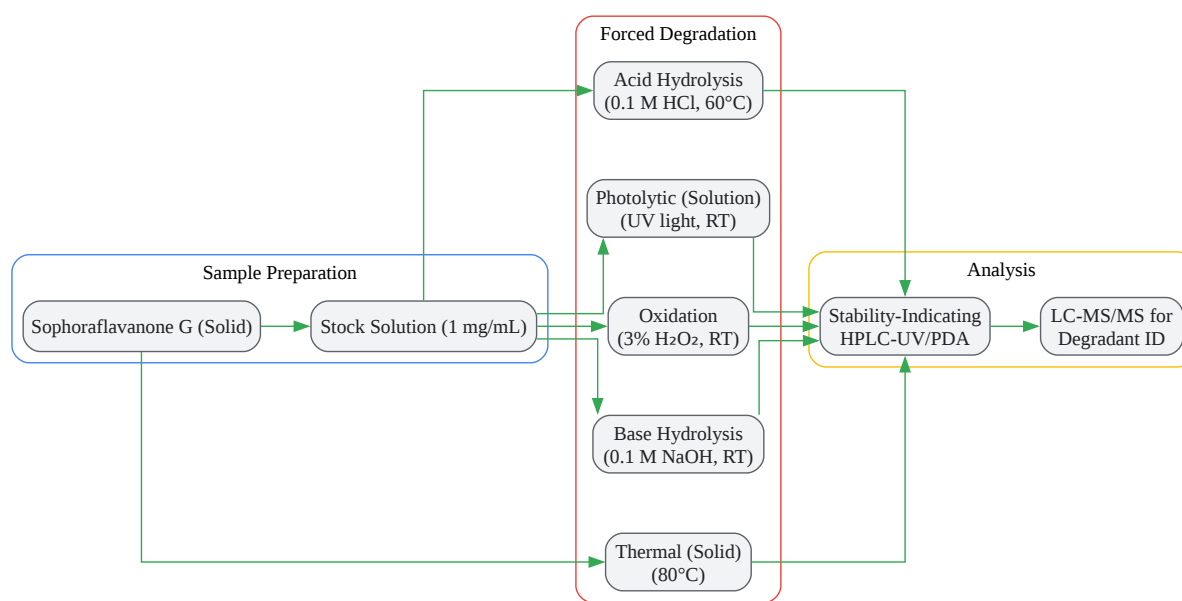 Forced Degradation
Acid Hydrolysis
(0.1 M HCl, 60°C)
Photolytic (Solution)
(UV light, RT)
Sample Preparation
Analysis
Sophoraflavanone G (Solid)
Stock Solution (1 mg/mL)
Oxidation
(3% H₂O₂, RT)
Stability-Indicating
HPLC-UV/PDA
LC-MS/MS for
Degradant ID
Base Hydrolysis
(0.1 M NaOH, RT)
Thermal (Solid)
(80°C)